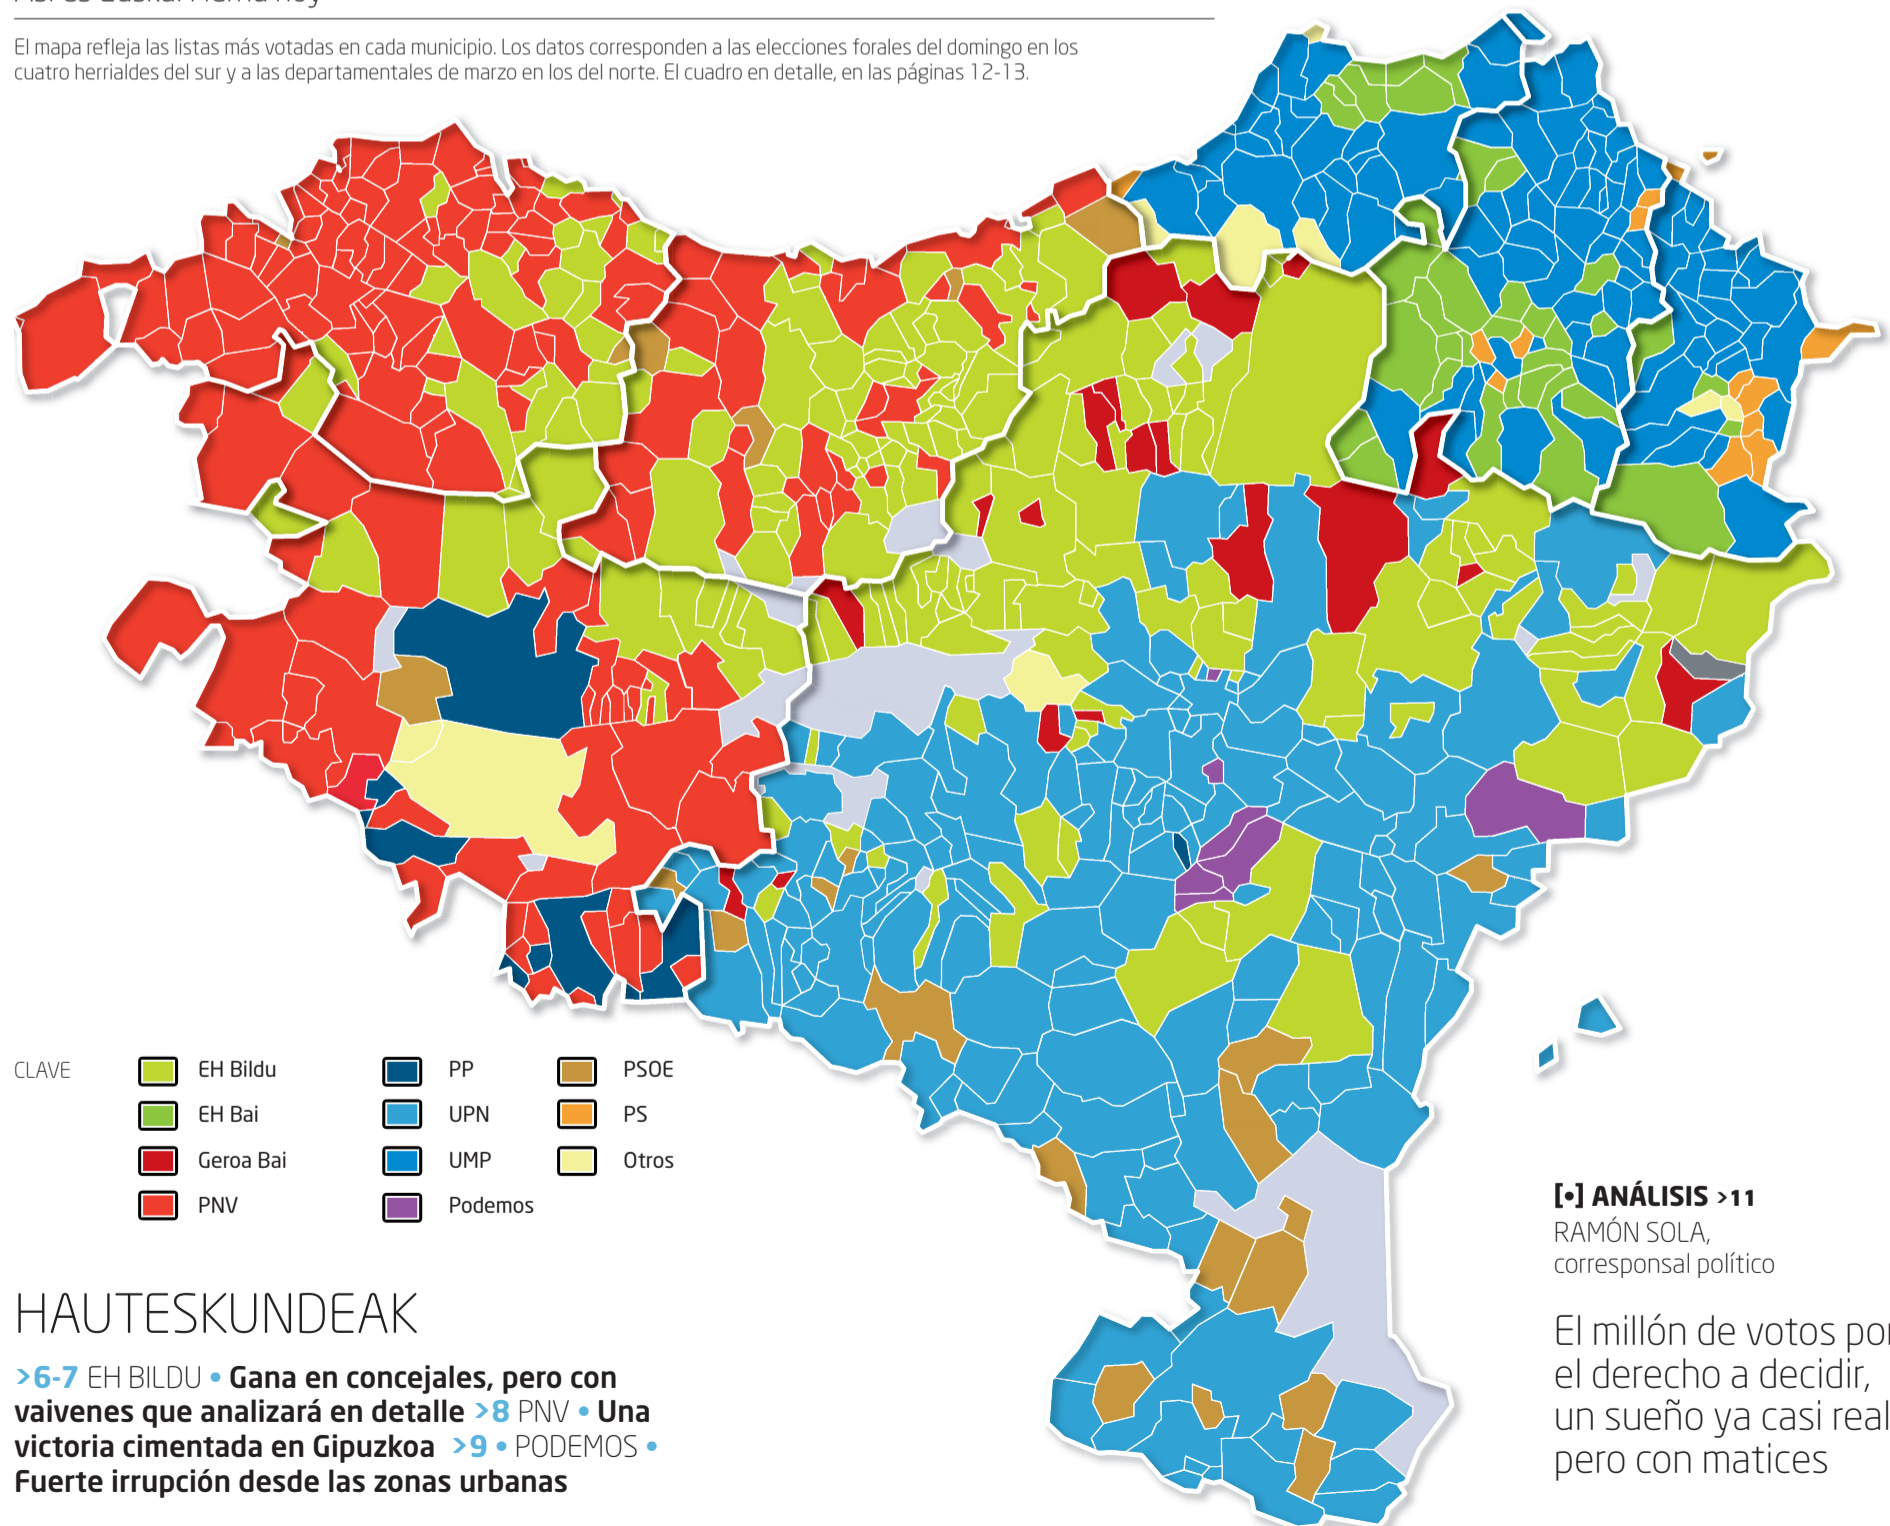 El mapa refleja las listas más votadas en cada municipio. Los datos corresponden a las elecciones forales del domingo en los
cuatro herrialdes del sur y a las departamentales de marzo en los del norte. El cuadro en detalle, en las páginas 12-13.
CLAVE
EH Bildu
EH Bai
Geroa Bai
PNV
PP
UPN
UMP
Podemos
PSOE
PS
Otros
HAUTESKUNDEAK
>6-7 EH BILDU • Gana en concejales, pero con
vaivenes que analizará en detalle >8 PNV • Una
victoria cimentada en Gipuzkoa >9 • PODEMOS •
Fuerte irrupción desde las zonas urbanas
[•] ANÁLISIS >11
RAMÓN SOLA,
corresponsal político
El millón de votos por
el derecho a decidir,
un sueño ya casi real
pero con matices